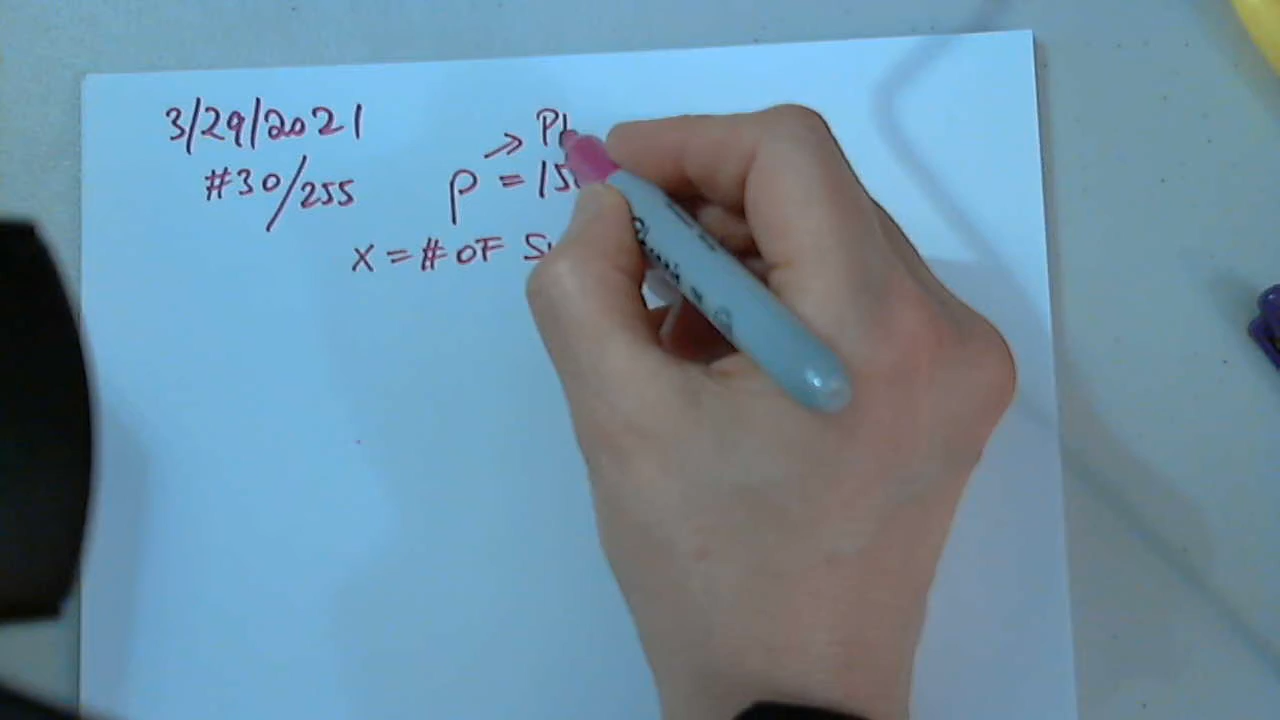 3/29/2021
#30/255
→ P
p = 15
x = # OF